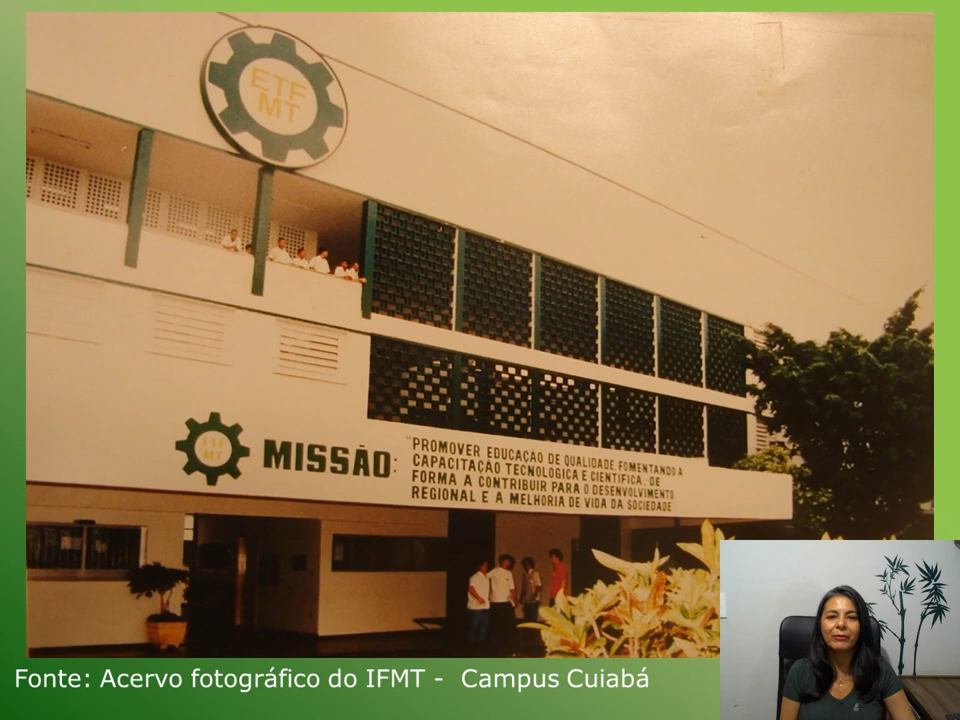 ETF
MT
ETF
MT
MISSÃO:
"PROMOVER EDUCAÇÃO DE QUALIDADE, FOMENTANDO A
CAPACITAÇÃO TECNOLÓGICA E CIENTÍFICA, DE
FORMA A CONTRIBUIR PARA O DESENVOLVIMENTO
REGIONAL E A MELHORIA DE VIDA DA SOCIEDADE
Fonte: Acervo fotográfico do IFMT - Campus Cuiabá